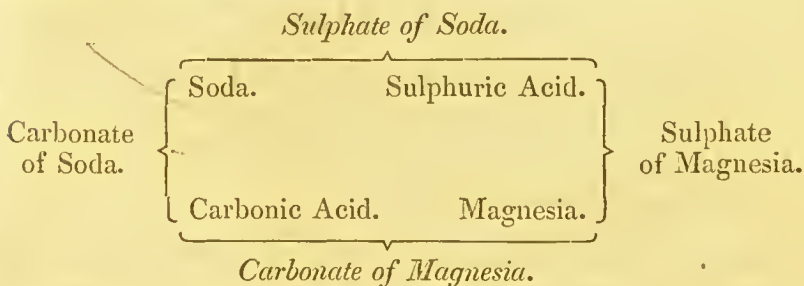 Sulphate of Soda.
Soda. Sulphuric Acid.
Carbonate of Soda.
Sulphate of Magnesia.
Carbonic Acid. Magnesia.
Carbonate of Magnesia.